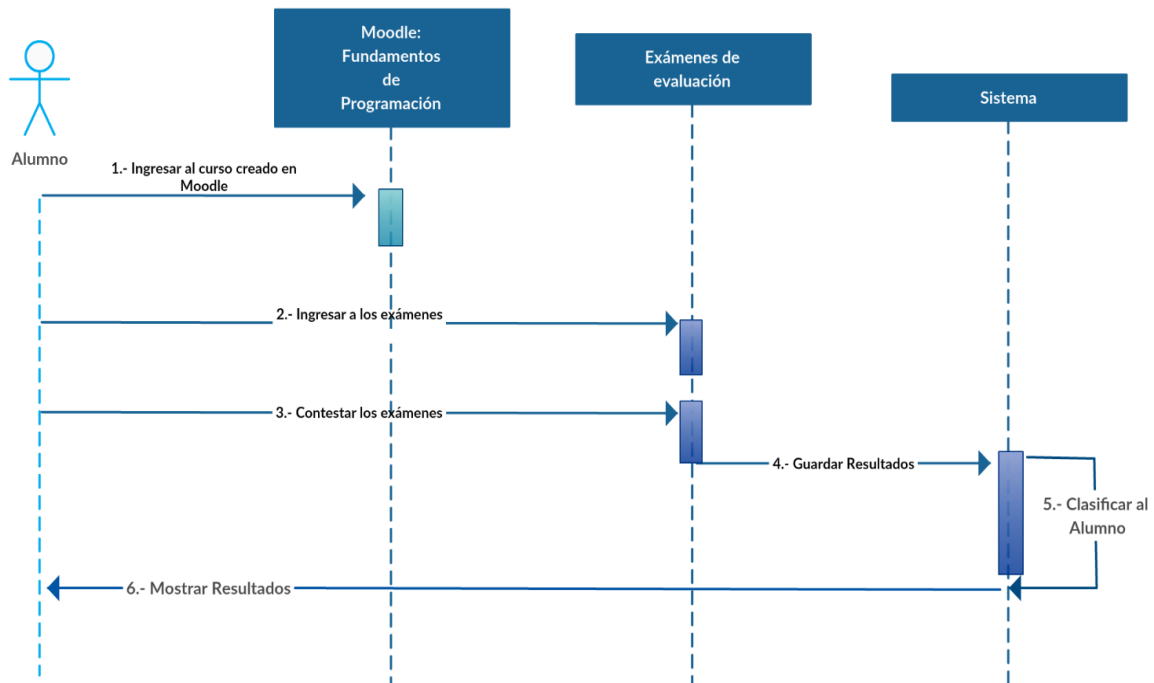 Moodle:
Fundamentos
de
Programación
Exámenes de
evaluación
Sistema
Alumno
1.- Ingresar al curso creado en
Moodle
2.- Ingresar a los exámenes
3.- Contestar los exámenes
4.- Guardar Resultados
5.- Clasificar al
Alumno
6.- Mostrar Resultados